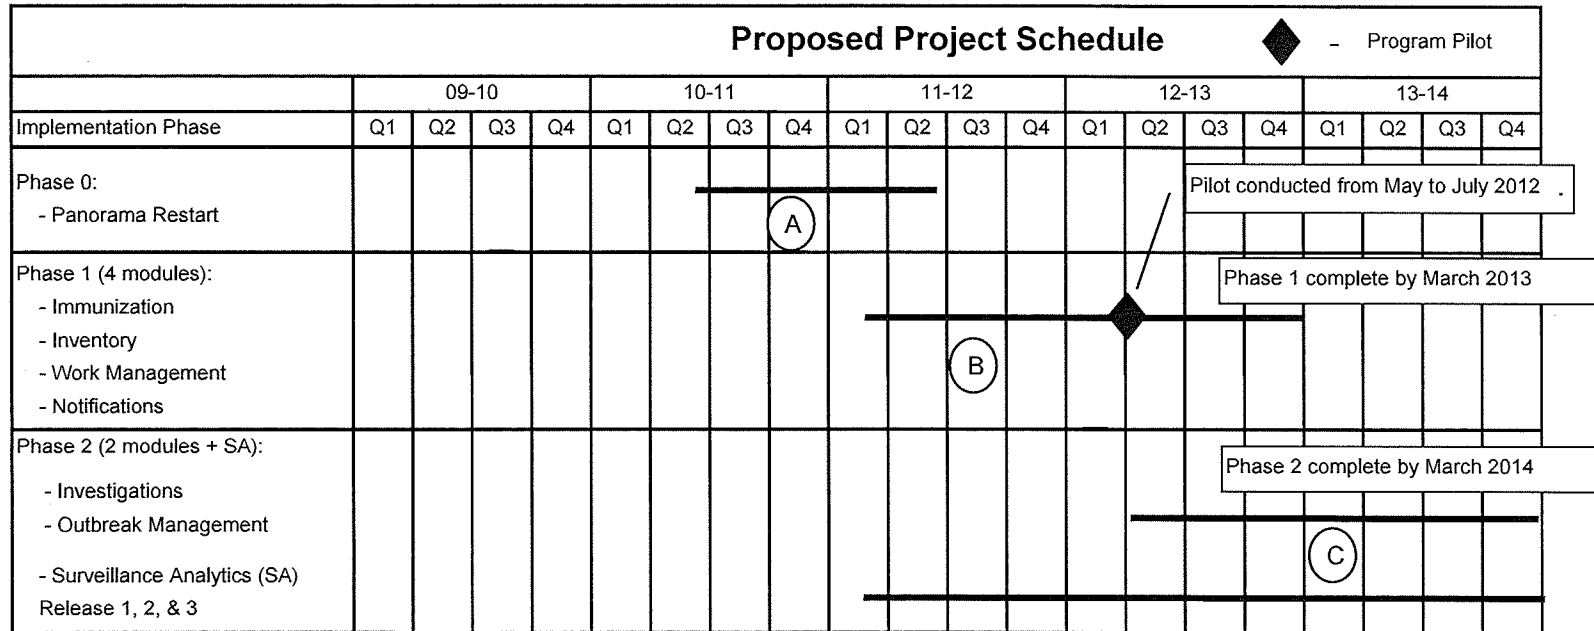 Proposed Project Schedule
- Program Pilot
09-10 10-11 11-12 12-13 13-14
Implementation Phase Q1 Q2 Q3 Q4 Q1 Q2 Q3 Q4 Q1 Q2 Q3 Q4 Q1 Q2 Q3 Q4 Q1 Q2 Q3 Q4
Phase 0:
- Panorama Restart
A
Pilot conducted from May to July 2012
Phase 1 (4 modules):
- Immunization
- Inventory
- Work Management
- Notifications
B
Phase 1 complete by March 2013
Phase 2 (2 modules + SA):
- Investigations
- Outbreak Management
- Surveillance Analytics (SA)
Release 1, 2, & 3
Phase 2 complete by March 2014
C